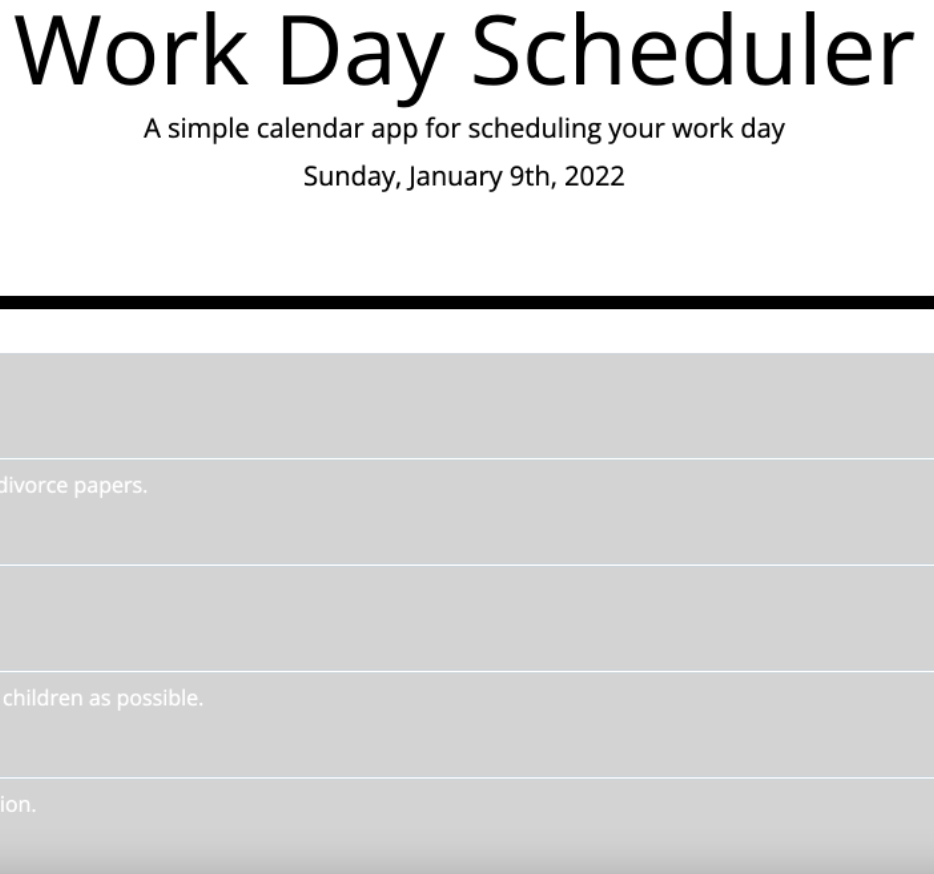 Work Day Scheduler
A simple calendar app for scheduling your work day
Sunday, January 9th, 2022
divorce papers.
children as possible.
ion.